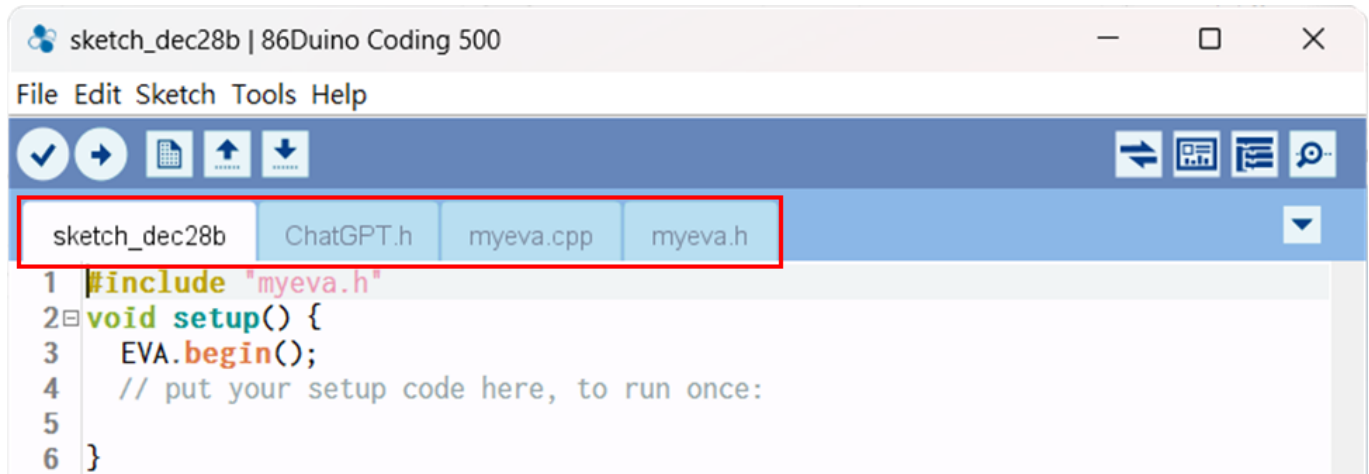 sketch_dec28b | 86Duino Coding 500
File Edit Sketch Tools Help
sketch_dec28b ChatGPT.h myeva.cpp myeva.h
1 #include "myeva.h"
2 void setup() {
3 EVA.begin();
4 // put your setup code here, to run once:
5
6 }